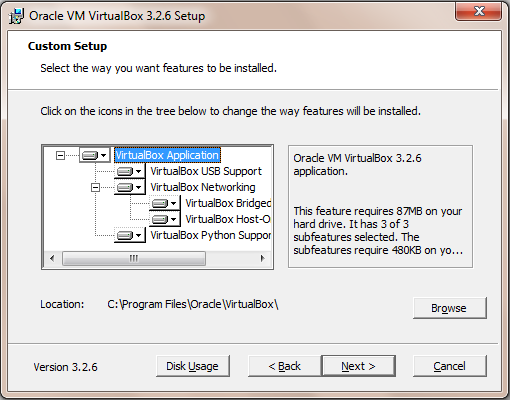 Oracle VM VirtualBox 3.2.6 Setup
Custom Setup
Select the way you want features to be installed.
Click on the icons in the tree below to change the way features will be installed.
VirtualBox Application
VirtualBox USB Support
VirtualBox Networking
VirtualBox Bridged
VirtualBox Host-O
VirtualBox Python Suppor
Oracle VM VirtualBox 3.2.6
application.
This feature requires 87MB on your
hard drive. It has 3 of 3
subfeatures selected. The
subfeatures require 480KB on yo...
Location: C:\Program Files\Oracle\VirtualBox\
Browse
Version 3.2.6
Disk Usage
< Back
Next >
Cancel